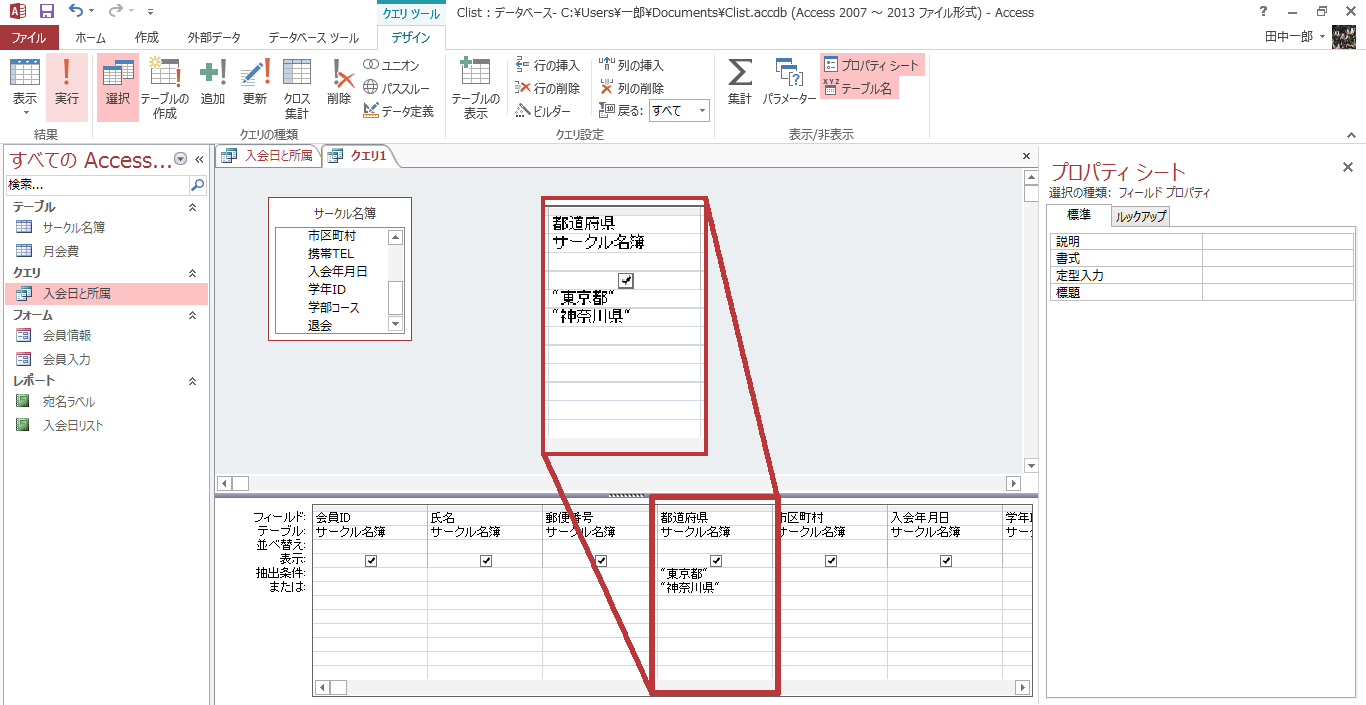 クエリ ツール
Clist : データベース- C:¥Users¥一郎¥Documents¥Clist.accdb (Access 2007 ～ 2013 ファイル形式) - Access
ファイル ホーム 作成 外部データ データベース ツール デザイン 田中一郎
表示 実行 選択 テーブルの作成 追加 更新 クロス集計 削除
ユニオン
パススルー
データ定義
テーブルの表示
行の挿入
行の削除
ビルダー
列の挿入
列の削除
戻る: すべて
集計 パラメーター
プロパティ シート
XYZ テーブル名
結果 クエリの種類 クエリ設定 表示/非表示
すべての Access... «
検索...
テーブル
サークル名簿
月会費
クエリ
入会日と所属
フォーム
会員情報
会員入力
レポート
宛名ラベル
入会日リスト
入会日と所属 クエリ1
サークル名簿
市区町村
携帯TEL
入会年月日
学年ID
学部コース
退会
都道府県
サークル名簿
"東京都"
"神奈川県"
フィールド: 会員ID 氏名 郵便番号 都道府県 市区町村 入会年月日
テーブル: サークル名簿 サークル名簿 サークル名簿 サークル名簿 サークル名簿 サークル名簿
並べ替え:
表示:
抽出条件: "東京都"
または: "神奈川県"
プロパティ シート
選択の種類: フィールド プロパティ
標準 ルックアップ
説明
書式
定型入力
標題